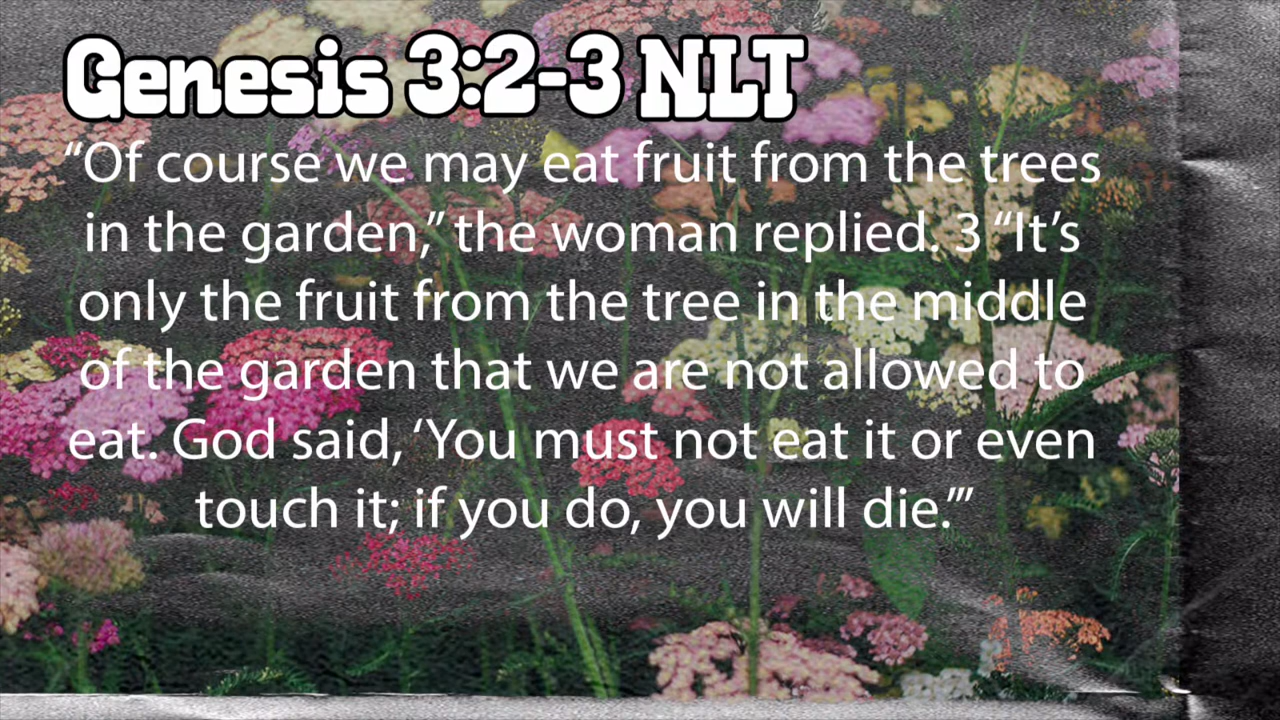 Genesis 3:2-3 NLT
“Of course we may eat fruit from the trees
in the garden,” the woman replied. 3 “It’s
only the fruit from the tree in the middle
of the garden that we are not allowed to
eat. God said, ‘You must not eat it or even
touch it; if you do, you will die.’”